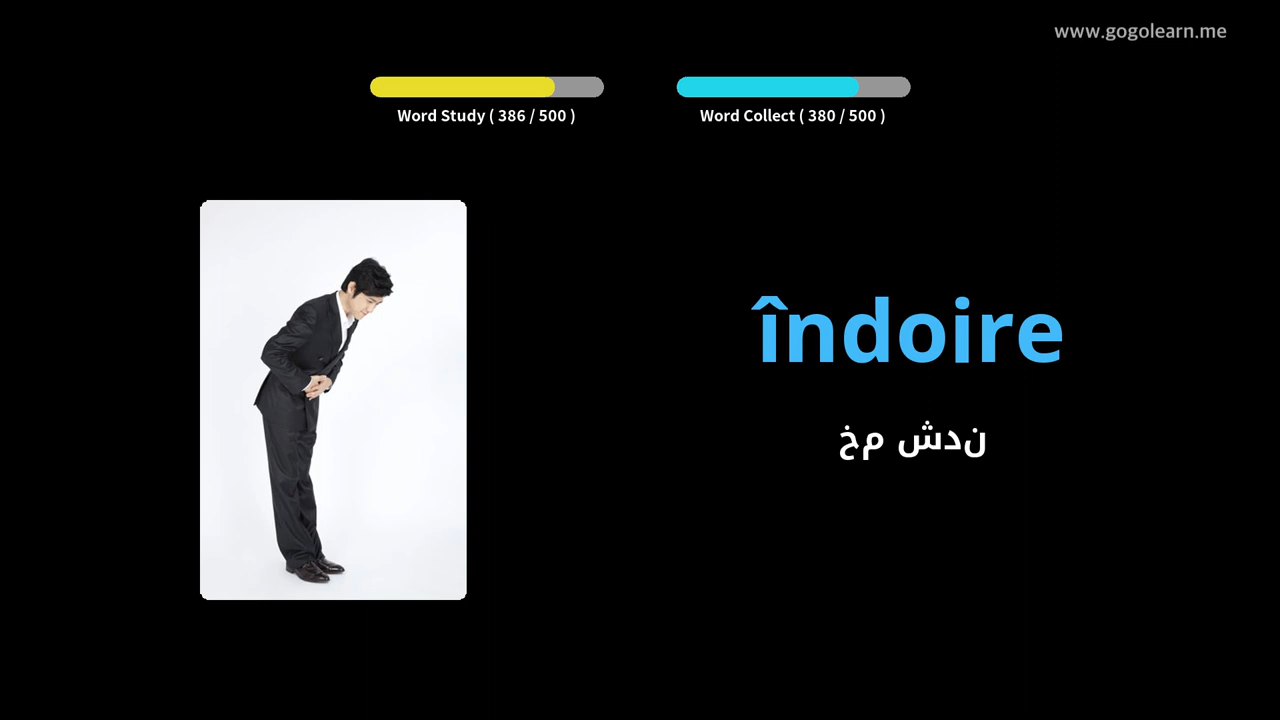 www.gogolearn.me
Word Study ( 386 / 500 )
Word Collect ( 380 / 500 )
îndoire
خم شدن